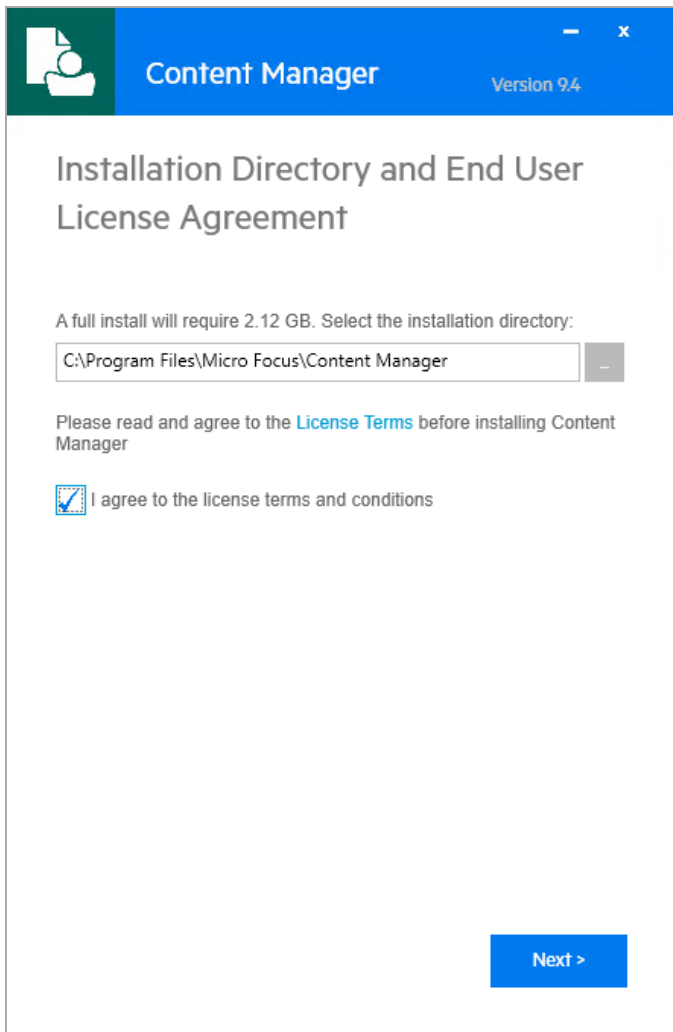 Content Manager
Version 9.4
Installation Directory and End User
License Agreement
A full install will require 2.12 GB. Select the installation directory:
C:\Program Files\Micro Focus\Content Manager
...
Please read and agree to the License Terms before installing Content
Manager
I agree to the license terms and conditions
Next >